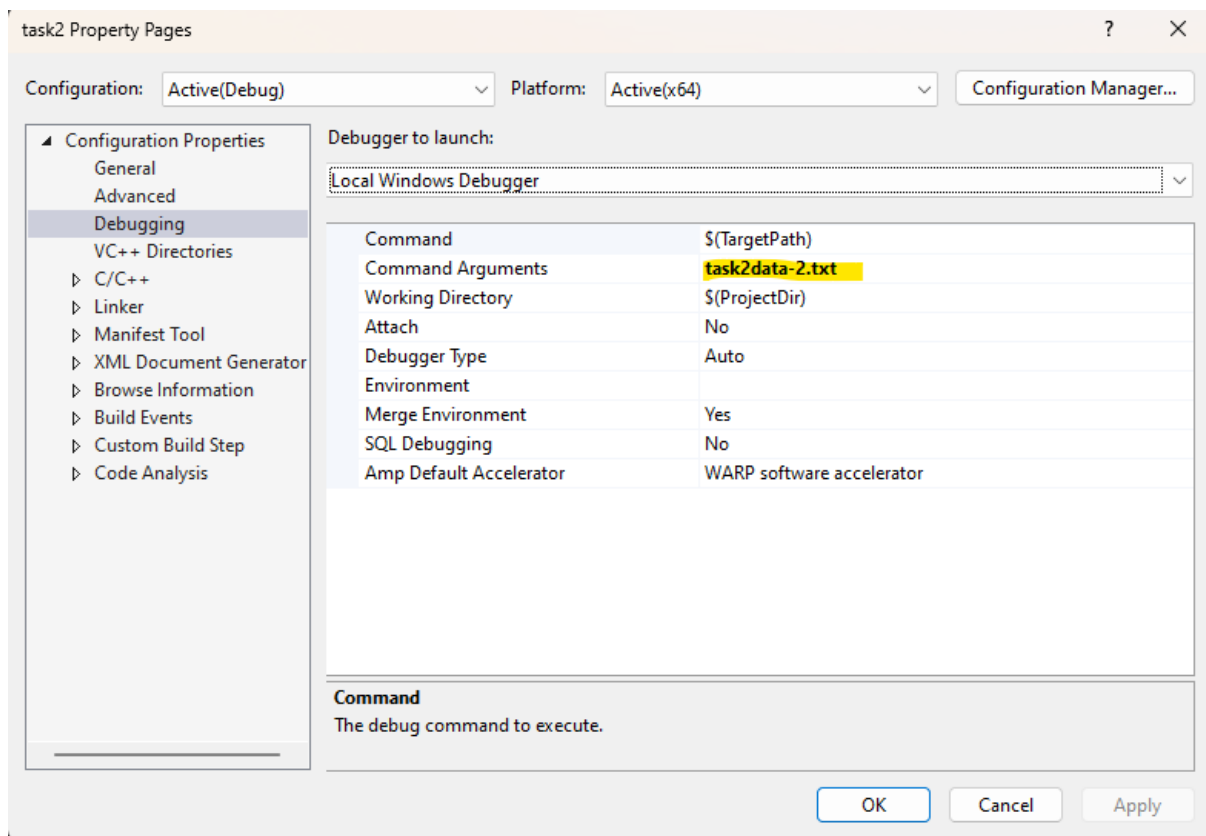 task2 Property Pages
?
Configuration:
Active(Debug)
Platform:
Active(x64)
Configuration Manager...
Configuration Properties
General
Advanced
Debugging
VC++ Directories
C/C++
Linker
Manifest Tool
XML Document Generator
Browse Information
Build Events
Custom Build Step
Code Analysis
Debugger to launch:
Local Windows Debugger
Command $(TargetPath)
Command Arguments task2data-2.txt
Working Directory $(ProjectDir)
Attach No
Debugger Type Auto
Environment
Merge Environment Yes
SQL Debugging No
Amp Default Accelerator WARP software accelerator
Command
The debug command to execute.
OK
Cancel
Apply